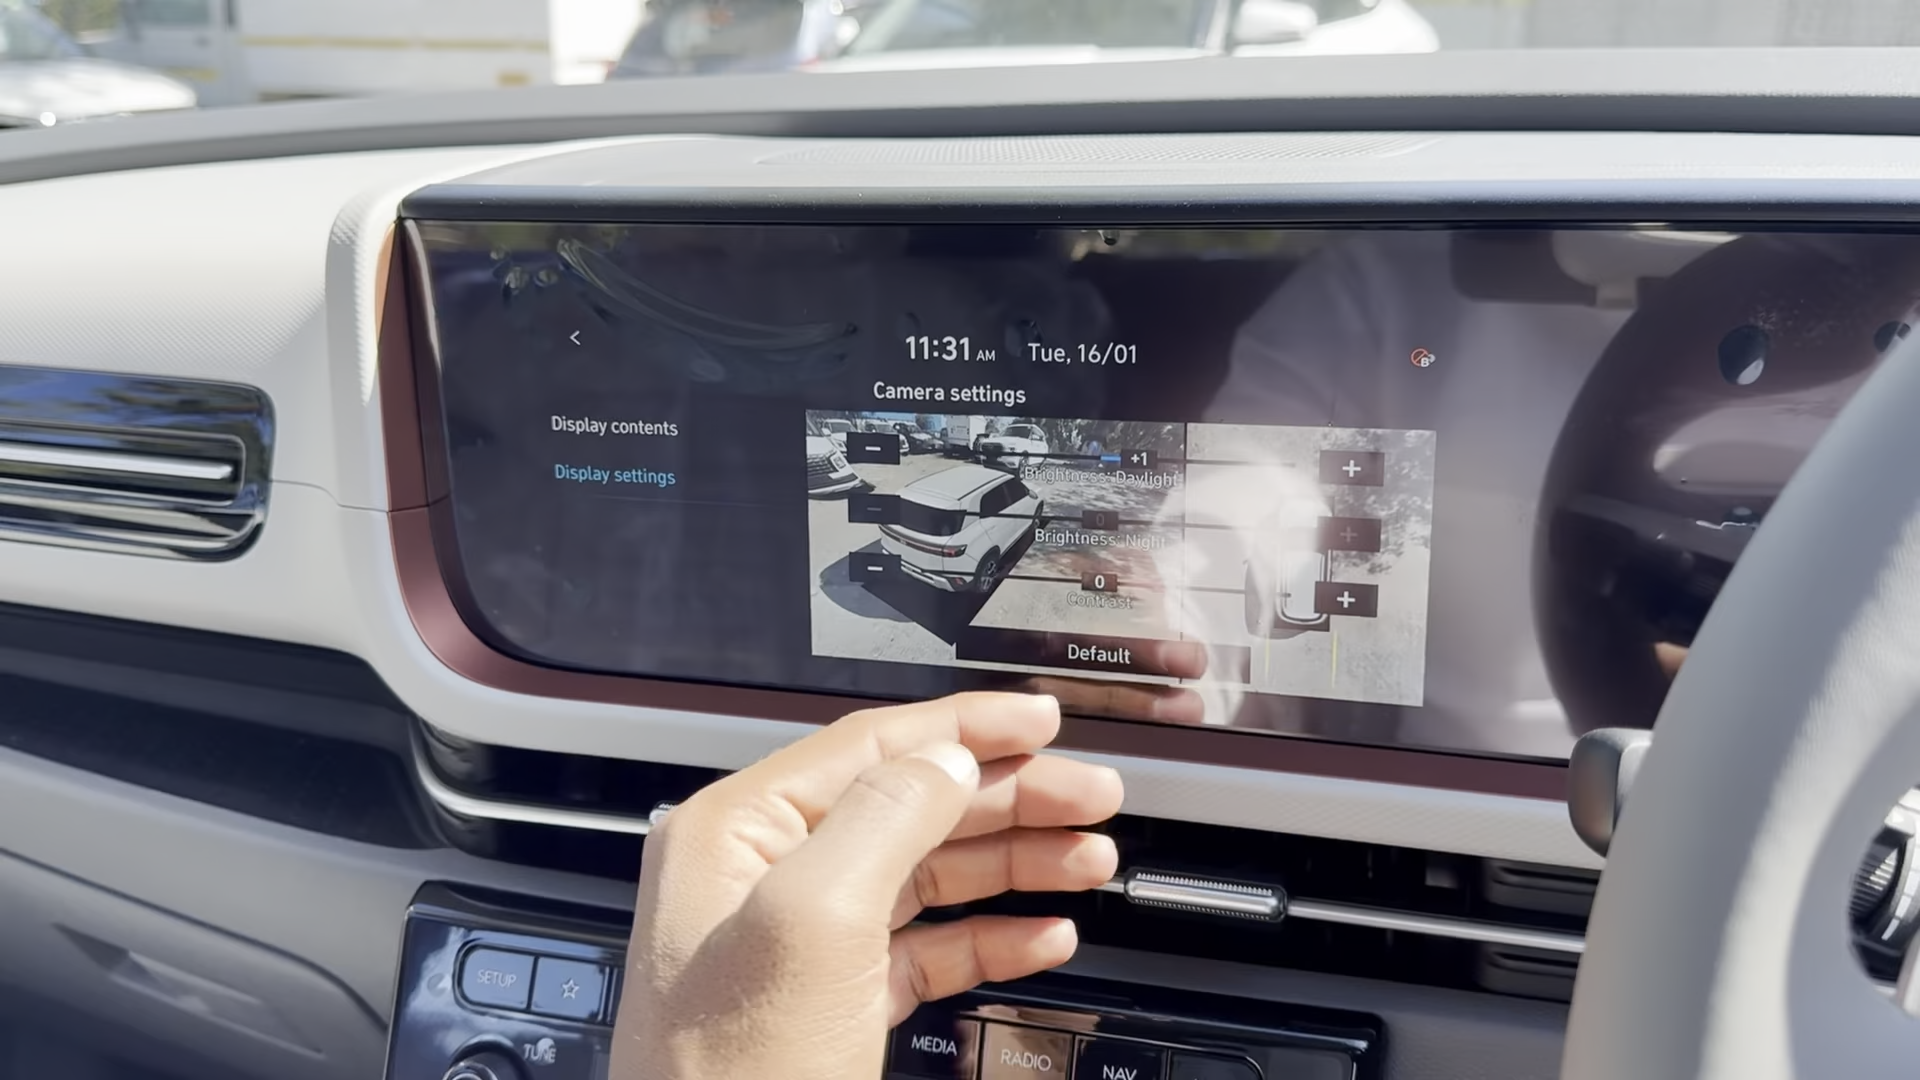 11:31 AM Tue, 16/01
Camera settings
Display contents
Display settings
− +1 +
Brightness: Daylight
− 0 +
Brightness: Night
− 0 +
Contrast
Default
SETUP
TUNE
MEDIA
RADIO
NAV